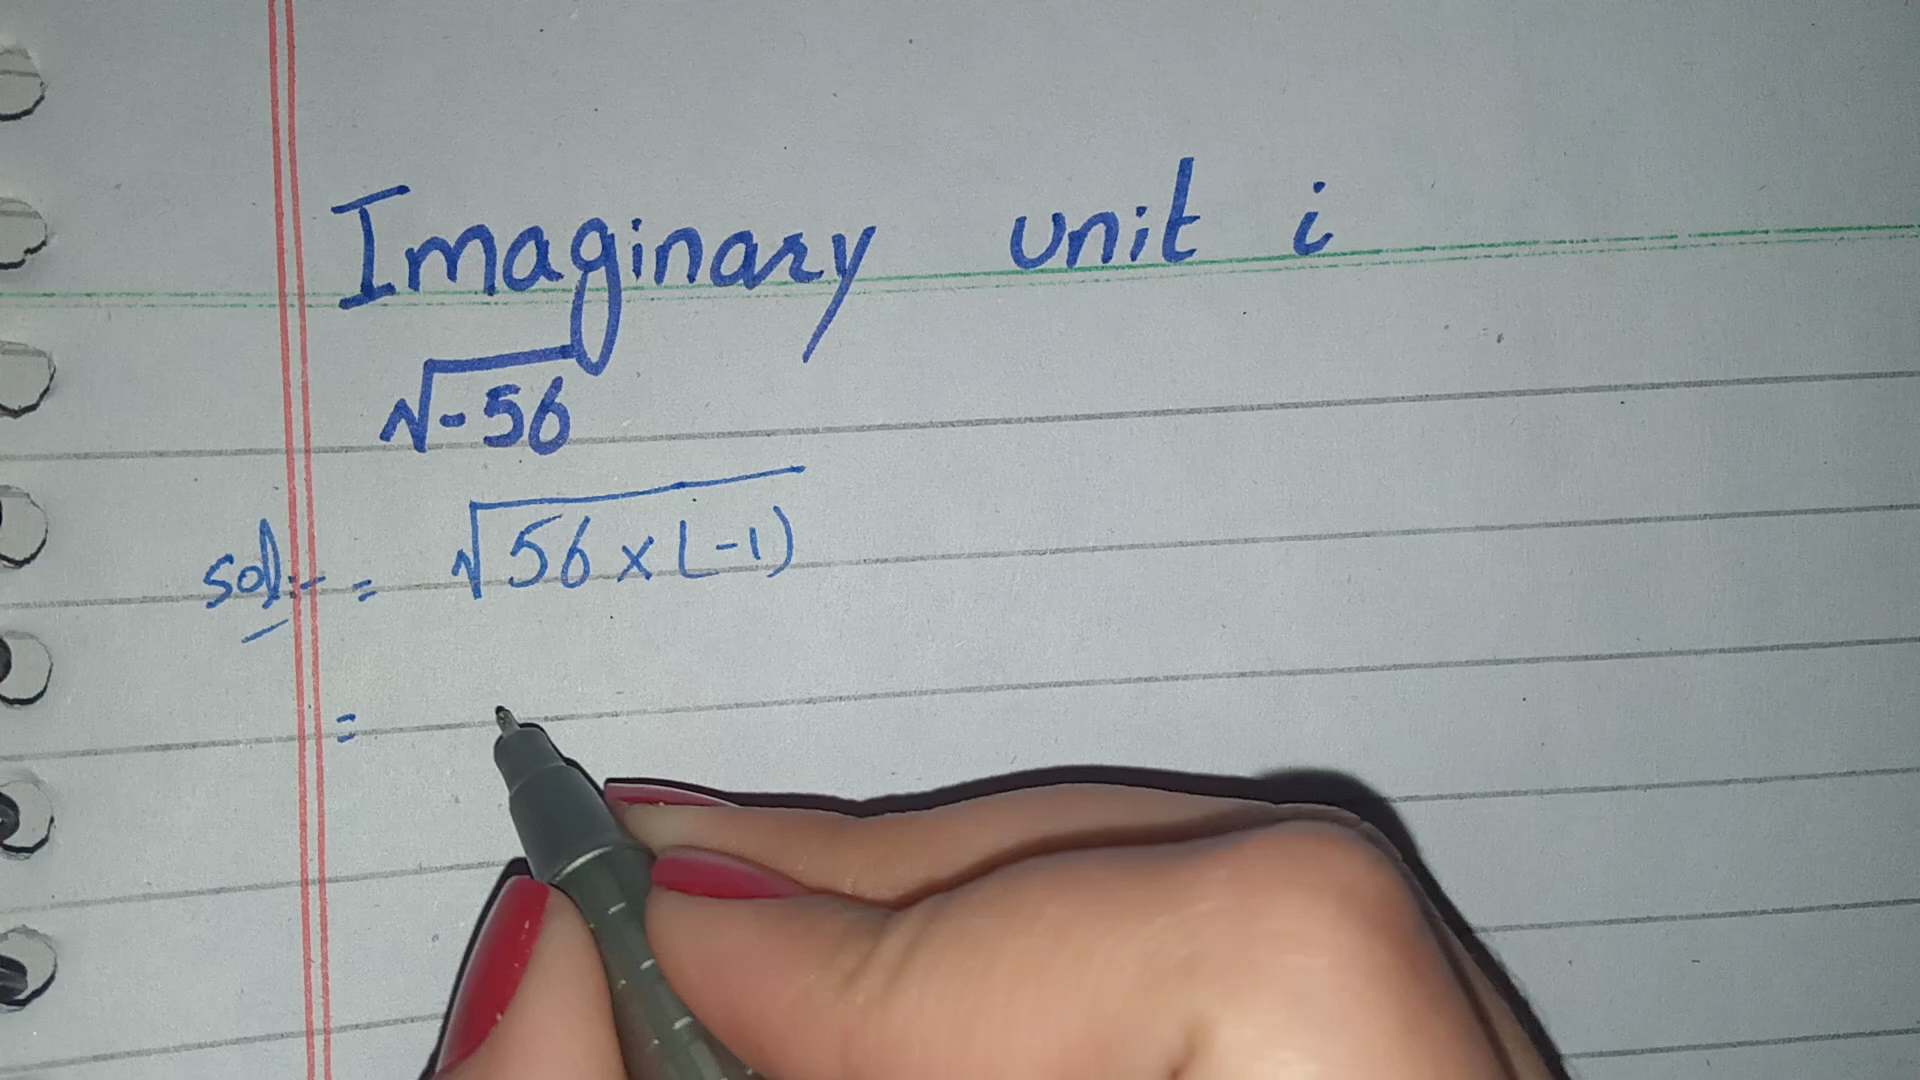 Imaginary unit i
√-56
sol:- = √56 × (-1)
=